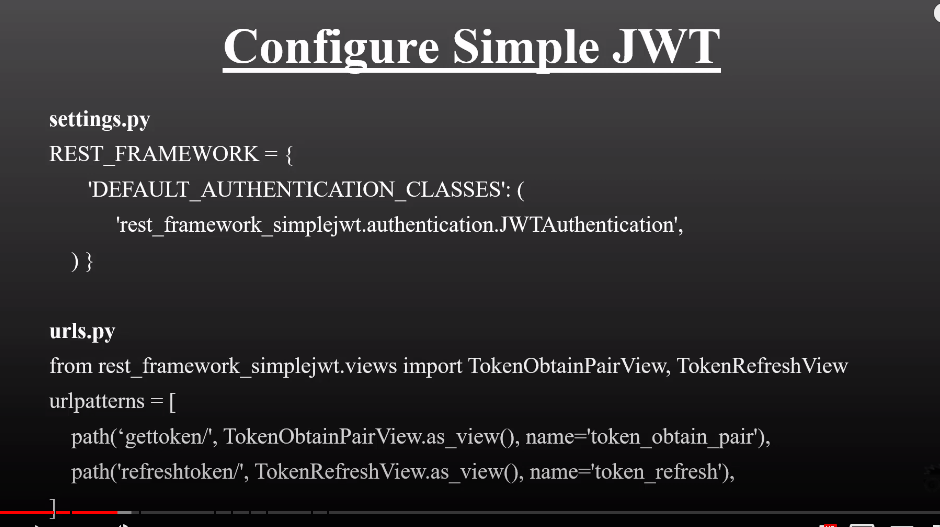 Configure Simple JWT
settings.py
REST_FRAMEWORK = {
'DEFAULT_AUTHENTICATION_CLASSES': (
'rest_framework_simplejwt.authentication.JWTAuthentication',
) }
urls.py
from rest_framework_simplejwt.views import TokenObtainPairView, TokenRefreshView
urlpatterns = [
path(‘gettoken/', TokenObtainPairView.as_view(), name='token_obtain_pair'),
path('refreshtoken/', TokenRefreshView.as_view(), name='token_refresh'),
]